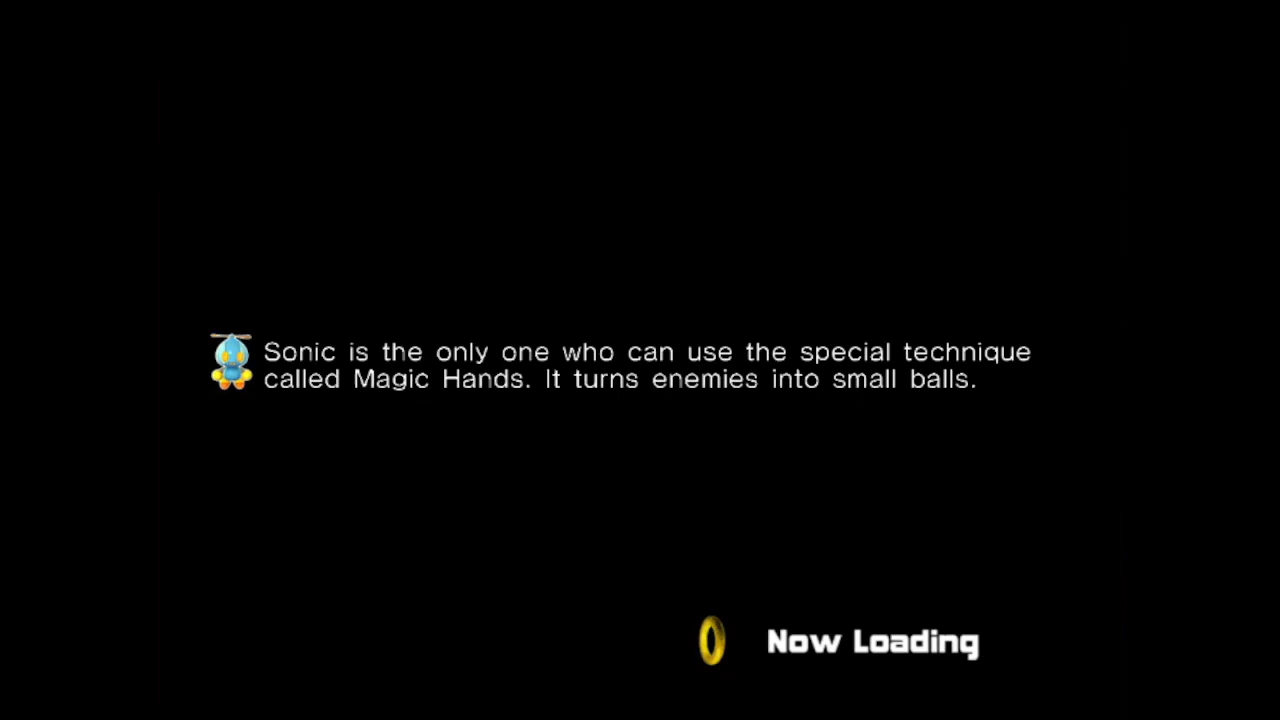 Sonic is the only one who can use the special technique
called Magic Hands. It turns enemies into small balls.
Now Loading